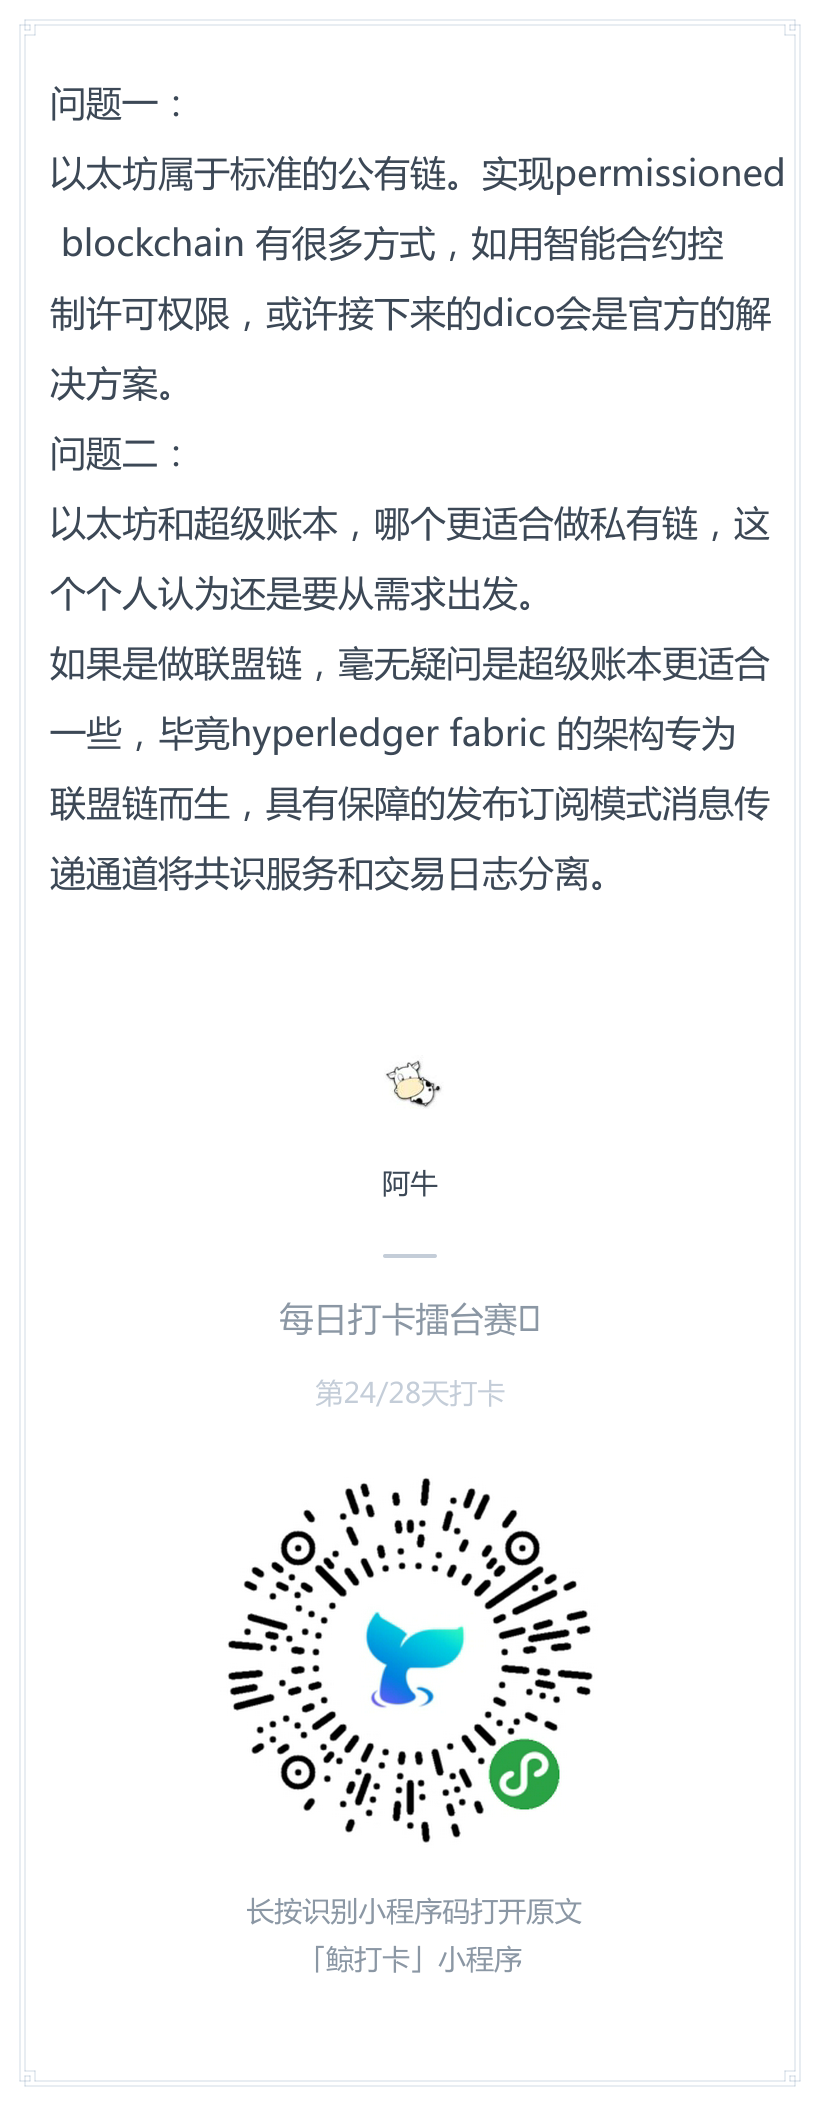 问题一：
以太坊属于标准的公有链。实现permissioned
blockchain 有很多方式，如用智能合约控
制许可权限，或许接下来的dico会是官方的解
决方案。
问题二：
以太坊和超级账本，哪个更适合做私有链，这
个个人认为还是要从需求出发。
如果是做联盟链，毫无疑问是超级账本更适合
一些，毕竟hyperledger fabric 的架构专为
联盟链而生，具有保障的发布订阅模式消息传
递通道将共识服务和交易日志分离。
阿牛
每日打卡擂台赛
第24/28天打卡
长按识别小程序码打开原文
「鲸打卡」小程序